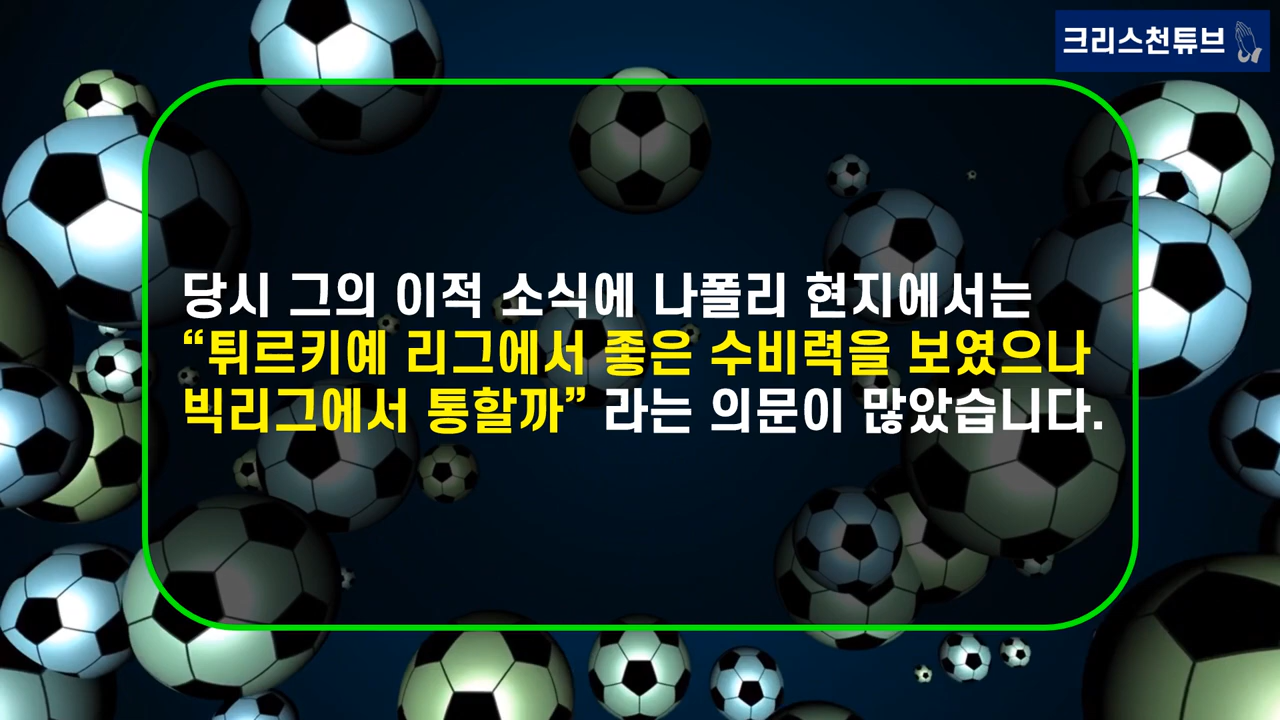 크리스천튜브
당시 그의 이적 소식에 나폴리 현지에서는
“튀르키예 리그에서 좋은 수비력을 보였으나
빅리그에서 통할까” 라는 의문이 많았습니다.